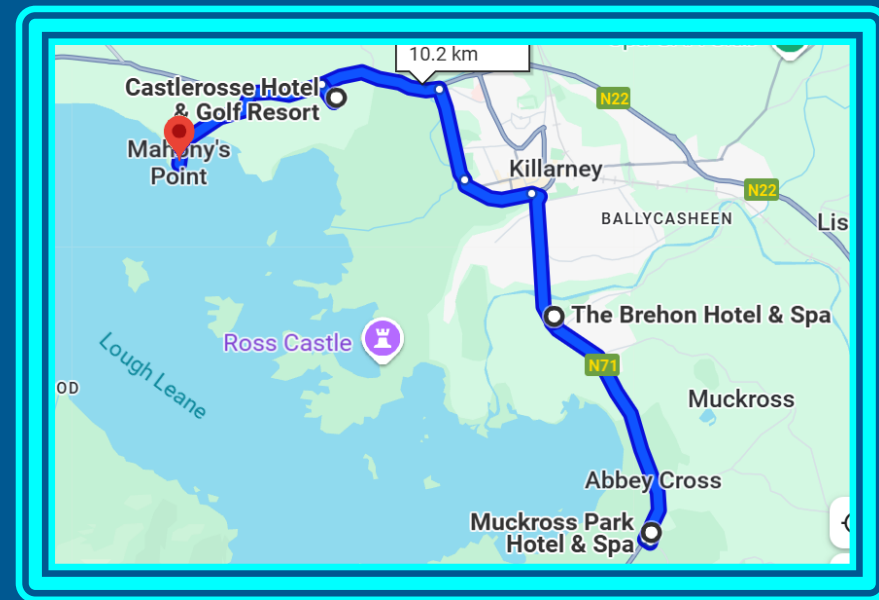 10.2 km
Castlerosse Hotel
& Golf Resort
N22
Mahony's
Point
Killarney
N22
BALLYCASHEEN
Lis
The Brehon Hotel & Spa
Ross Castle
N71
Lough Leane
OD
Muckross
Abbey Cross
Muckross Park
Hotel & Spa